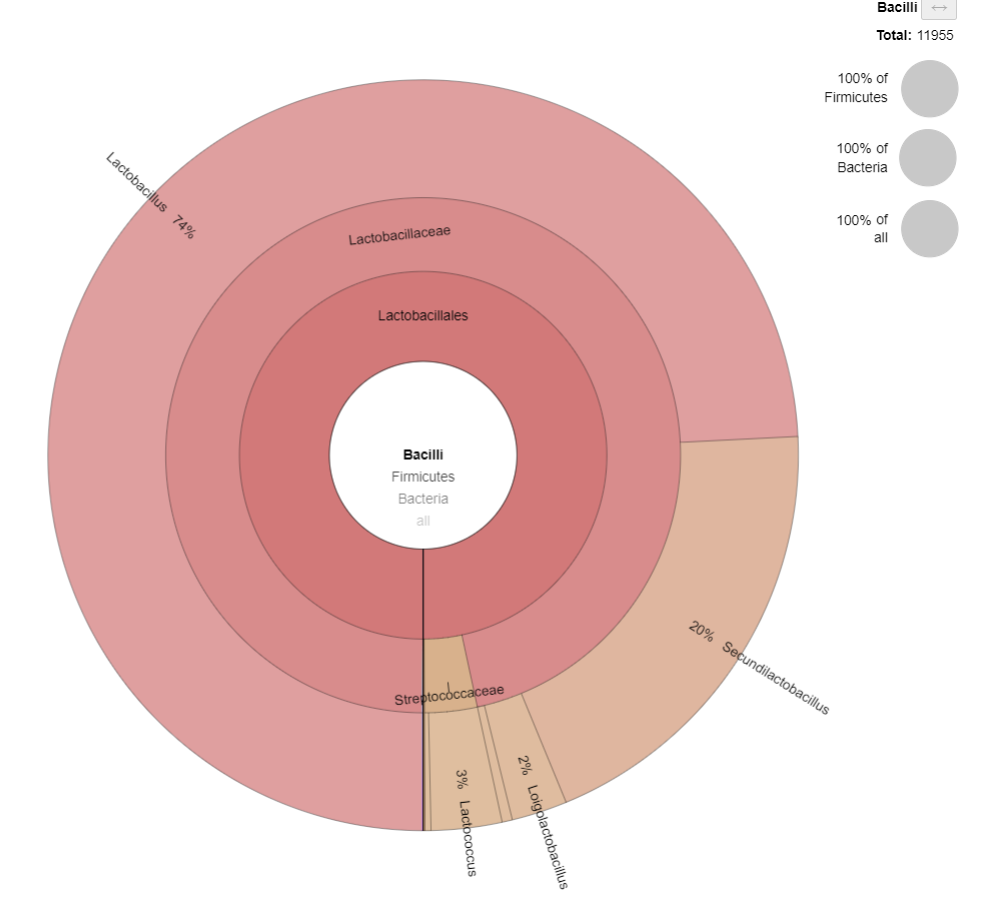 Bacilli ↔
Total: 11955
100% of
Firmicutes
100% of
Bacteria
100% of
all
Lactobacillus 74%
Lactobacillaceae
Lactobacillales
Bacilli
Firmicutes
Bacteria
all
20% Secundilactobacillus
Streptococcaceae
3% Lactococcus
2% Loigolactobacillus